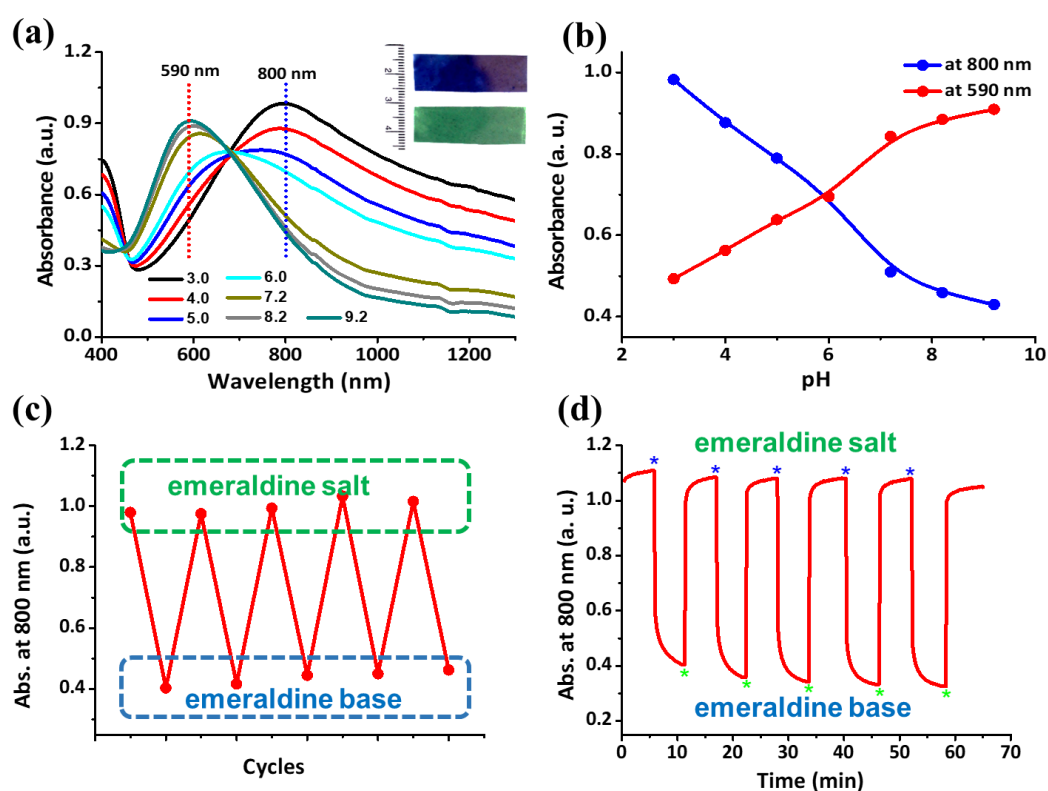 (a)
1.2
0.9
0.6
0.3
0.0
Absorbance (a.u.)
590 nm
800 nm
2
3
4
3.0
4.0
5.0
6.0
7.2
8.2
9.2
400
600
800
1000
1200
Wavelength (nm)
(b)
1.0
0.8
0.6
0.4
Absorbance (a. u.)
at 800 nm
at 590 nm
2
4
6
8
10
pH
(c)
1.2
1.0
0.8
0.6
0.4
Abs. at 800 nm (a.u.)
emeraldine salt
emeraldine base
Cycles
(d)
1.2
1.0
0.8
0.6
0.4
0.2
Abs. at 800 nm (a. u.)
emeraldine salt
* * * * *
* * * * *
emeraldine base
0
10
20
30
40
50
60
70
Time (min)